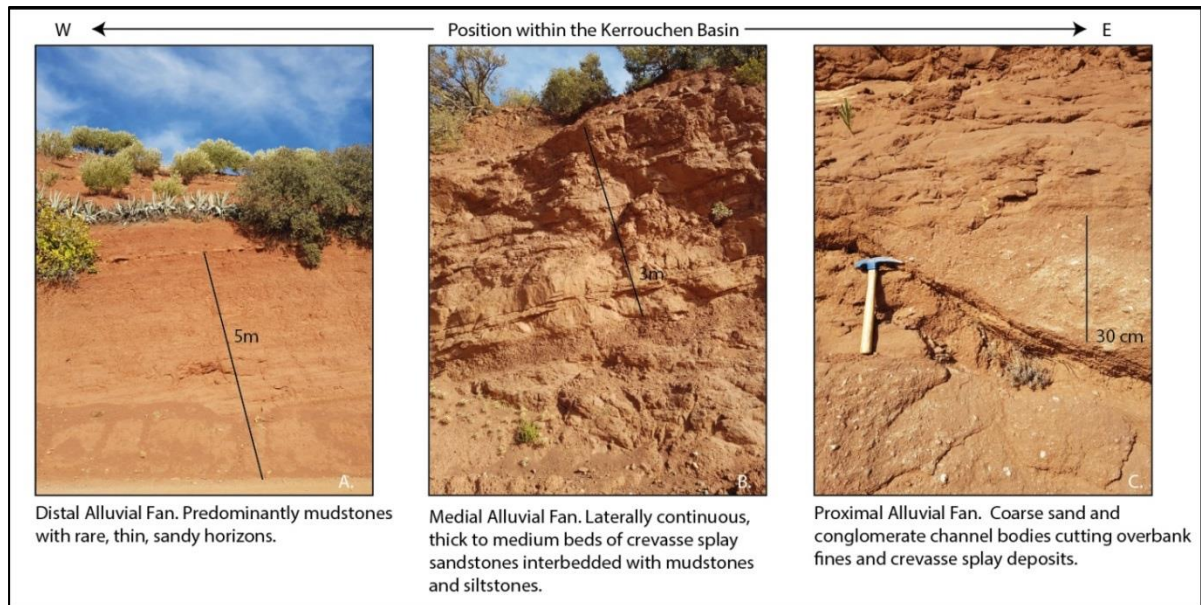 W Position within the Kerrouchen Basin E
5m
A.
3m
B.
30 cm
C.
Distal Alluvial Fan. Predominantly mudstones
with rare, thin, sandy horizons.
Medial Alluvial Fan. Laterally continuous,
thick to medium beds of crevasse splay
sandstones interbedded with mudstones
and siltstones.
Proximal Alluvial Fan. Coarse sand and
conglomerate channel bodies cutting overbank
fines and crevasse splay deposits.